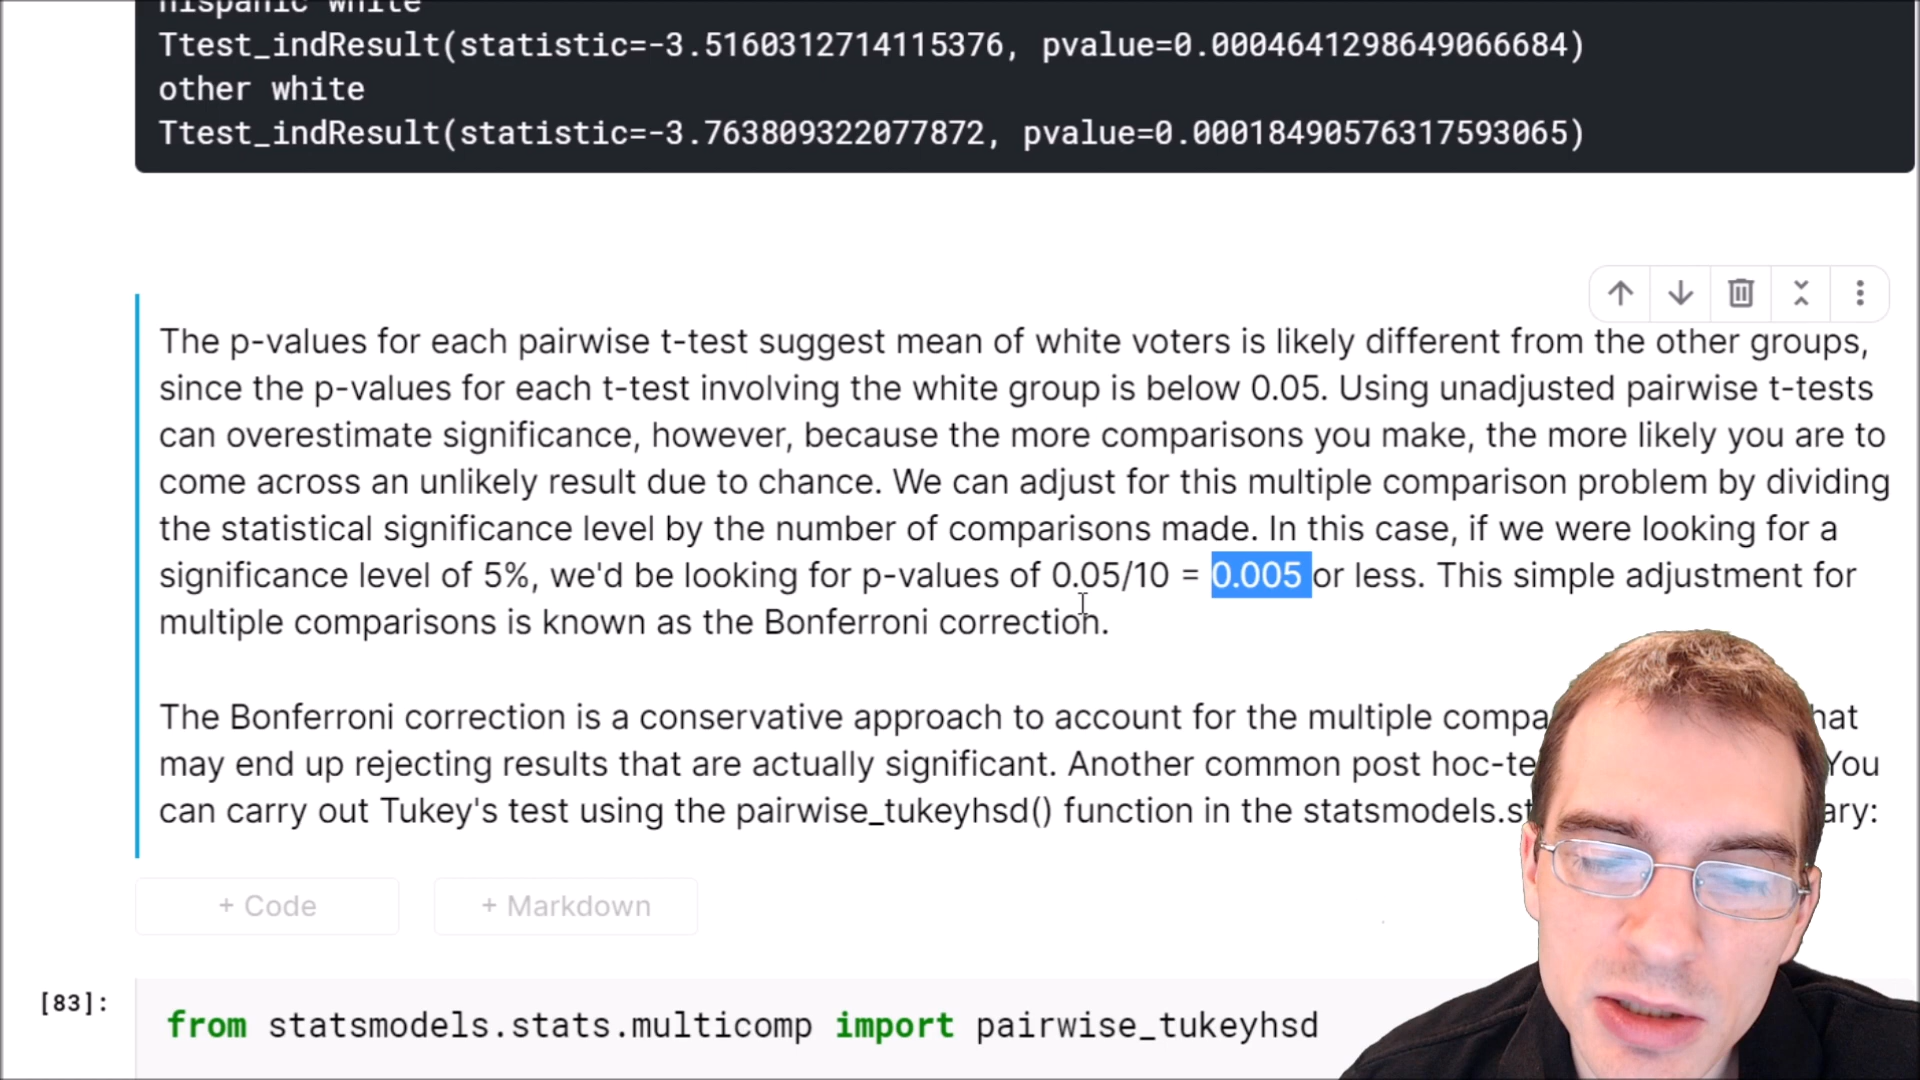 hispanic white
Ttest_indResult(statistic=-3.5160312714115376, pvalue=0.0004641298649066684)
other white
Ttest_indResult(statistic=-3.763809322077872, pvalue=0.00018490576317593065)
The p-values for each pairwise t-test suggest mean of white voters is likely different from the other groups,
since the p-values for each t-test involving the white group is below 0.05. Using unadjusted pairwise t-tests
can overestimate significance, however, because the more comparisons you make, the more likely you are to
come across an unlikely result due to chance. We can adjust for this multiple comparison problem by dividing
the statistical significance level by the number of comparisons made. In this case, if we were looking for a
significance level of 5%, we'd be looking for p-values of 0.05/10 = 0.005 or less. This simple adjustment for
multiple comparisons is known as the Bonferroni correction.
The Bonferroni correction is a conservative approach to account for the multiple compa hat
may end up rejecting results that are actually significant. Another common post hoc-te You
can carry out Tukey's test using the pairwise_tukeyhsd() function in the statsmodels.st ary:
+ Code + Markdown
[83]:
from statsmodels.stats.multicomp import pairwise_tukeyhsd